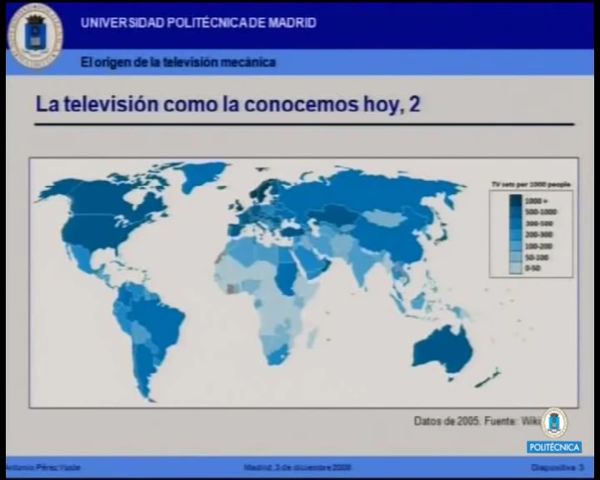 UNIVERSIDAD POLITÉCNICA DE MADRID
El origen de la televisión mecánica
La televisión como la conocemos hoy, 2
TV sets per 1000 people
1000 +
500-1000
300-500
200-300
100-200
50-100
0-50
Datos de 2005. Fuente:
POLITÉCNICA
Antonio Pérez Yuste
Madrid, 3 de diciembre 2008
Diapositiva 3